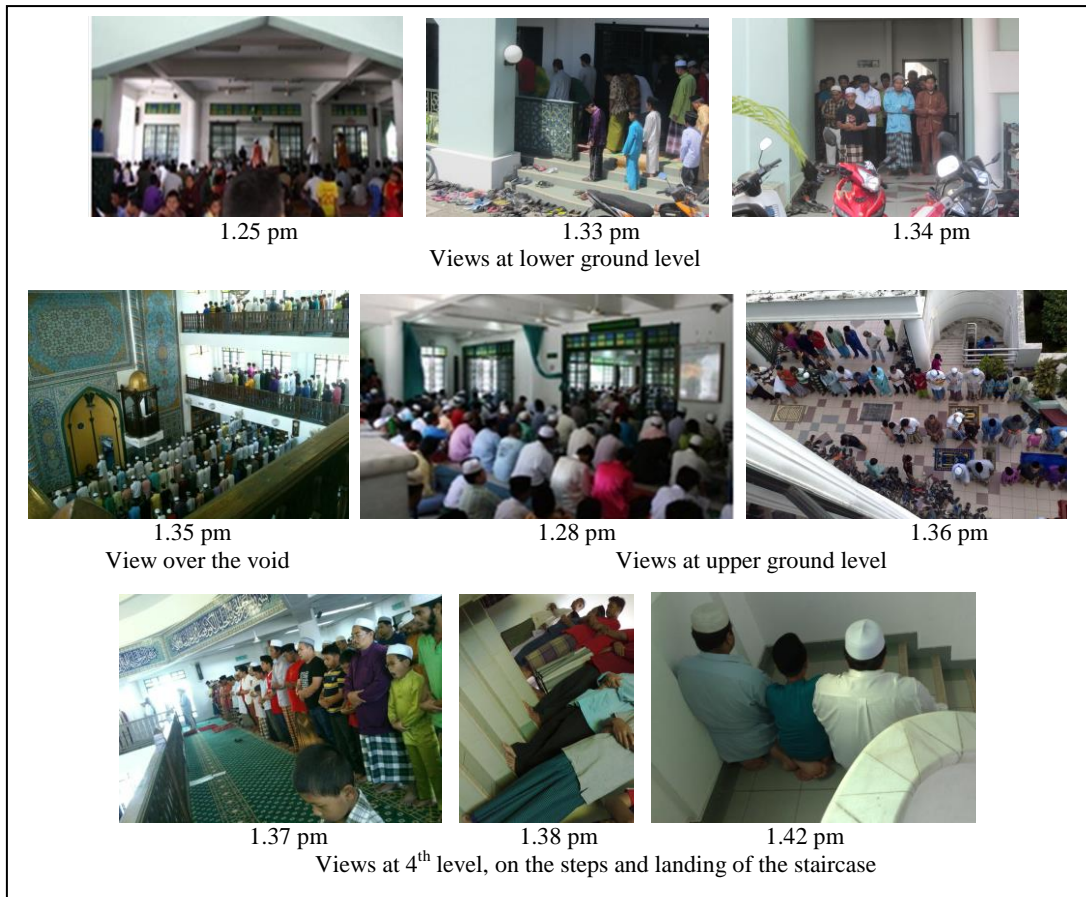 1.25 pm 1.33 pm 1.34 pm
Views at lower ground level
1.35 pm 1.28 pm 1.36 pm
View over the void Views at upper ground level
1.37 pm 1.38 pm 1.42 pm
Views at 4th level, on the steps and landing of the staircase